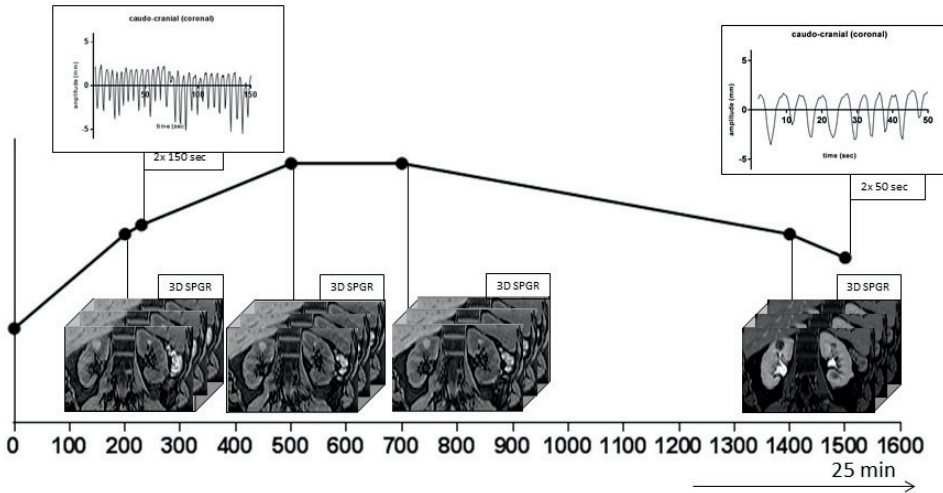 caudo-cranial (coronal)
5
0
-5
50
100
150
amplitude (mm)
time (sec)
2x 150 sec
caudo-cranial (coronal)
5
0
-5
10
20
30
40
50
amplitude (mm)
time (sec)
2x 50 sec
3D SPGR
3D SPGR
3D SPGR
3D SPGR
0 100 200 300 400 500 600 700 800 900 1000 1100 1200 1300 1400 1500 1600
25 min